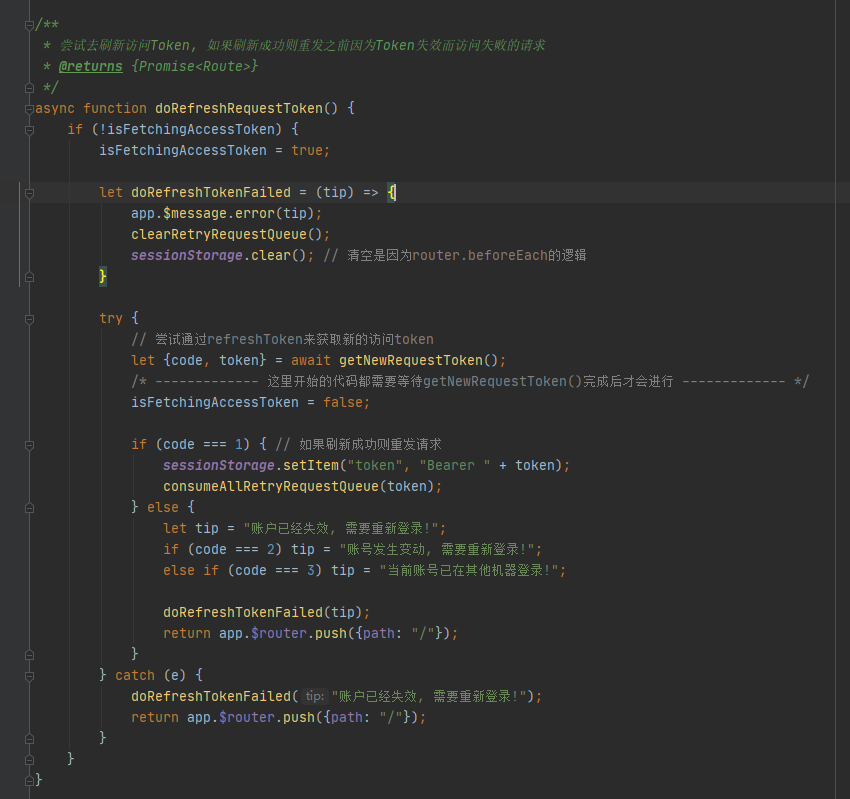 /**
 * 尝试去刷新访问Token, 如果刷新成功则重发之前因为Token失效而访问失败的请求
 * @returns {Promise<Route>}
 */
async function doRefreshRequestToken() {
    if (!isFetchingAccessToken) {
        isFetchingAccessToken = true;

        let doRefreshTokenFailed = (tip) => {
            app.$message.error(tip);
            clearRetryRequestQueue();
            sessionStorage.clear(); // 清空是因为router.beforeEach的逻辑
        }

        try {
            // 尝试通过refreshToken来获取新的访问token
            let {code, token} = await getNewRequestToken();
            /* ------------- 这里开始的代码都需要等待getNewRequestToken()完成后才会进行 ------------- */
            isFetchingAccessToken = false;

            if (code === 1) { // 如果刷新成功则重发请求
                sessionStorage.setItem("token", "Bearer " + token);
                consumeAllRetryRequestQueue(token);
            } else {
                let tip = "账户已经失效, 需要重新登录!";
                if (code === 2) tip = "账号发生变动, 需要重新登录!";
                else if (code === 3) tip = "当前账号已在其他机器登录!";

                doRefreshTokenFailed(tip);
                return app.$router.push({path: "/"});
            }
        } catch (e) {
            doRefreshTokenFailed( tip: "账户已经失效, 需要重新登录!");
            return app.$router.push({path: "/"});
        }
    }
}